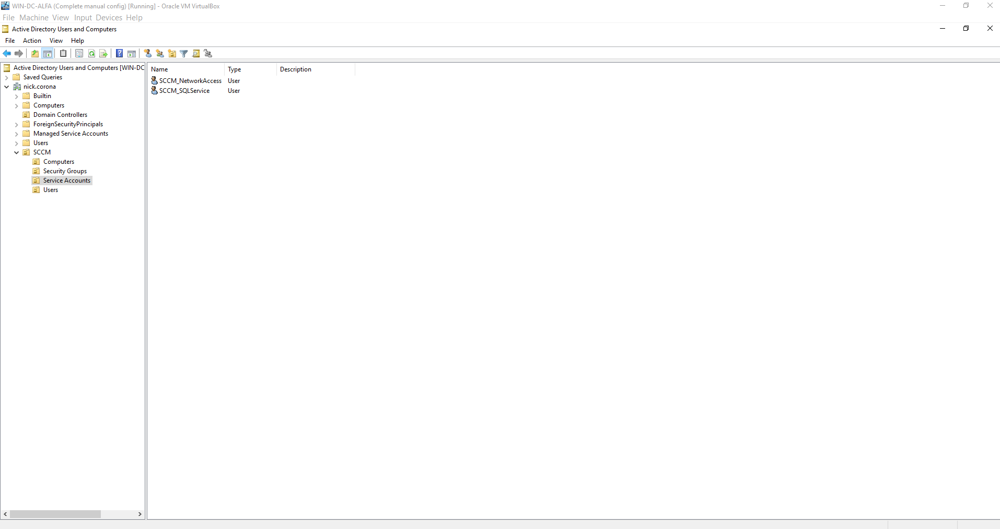 WIN-DC-ALFA (Complete manual config) [Running] - Oracle VM VirtualBox
File Machine View Input Devices Help
Active Directory Users and Computers
File Action View Help
Active Directory Users and Computers [WIN-DC
Saved Queries
nick.corona
Builtin
Computers
Domain Controllers
ForeignSecurityPrincipals
Managed Service Accounts
Users
SCCM
Computers
Security Groups
Service Accounts
Users
Name Type Description
SCCM_NetworkAccess User
SCCM_SQLService User